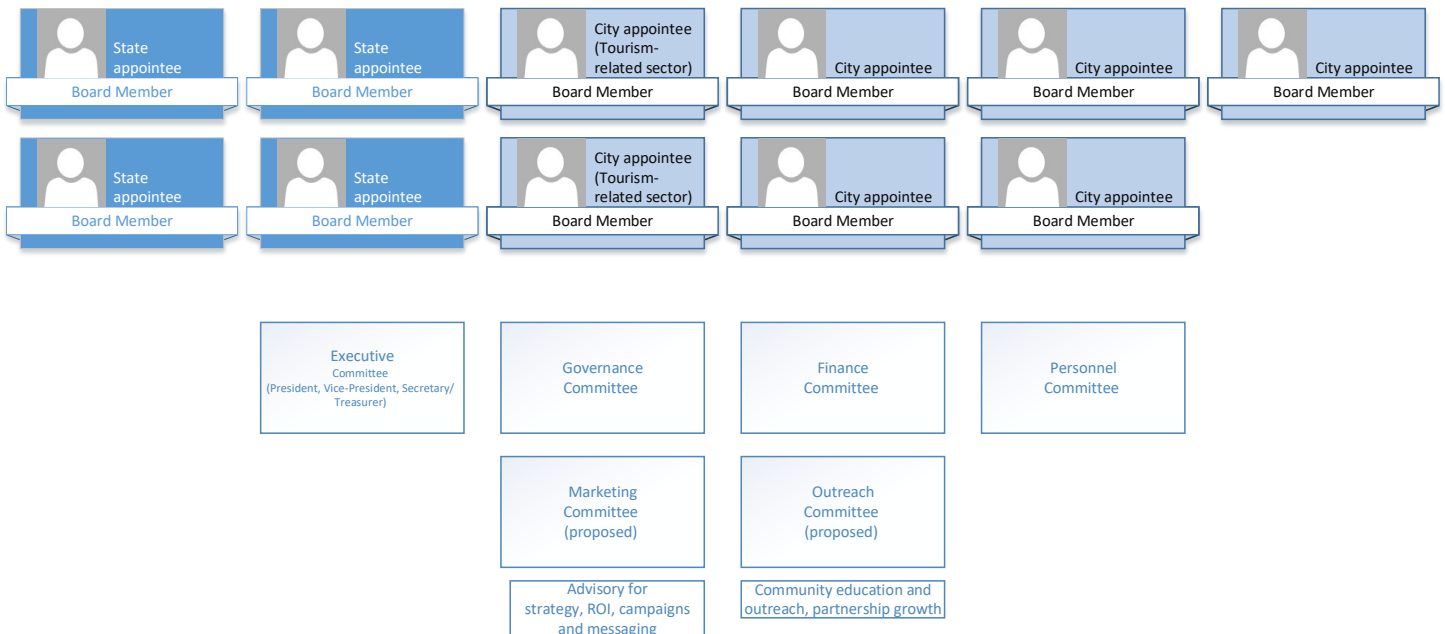 State
appointee
Board Member
State
appointee
Board Member
City appointee
(Tourism-
related sector)
Board Member
City appointee
Board Member
City appointee
Board Member
City appointee
Board Member
State
appointee
Board Member
State
appointee
Board Member
City appointee
(Tourism-
related sector)
Board Member
City appointee
Board Member
City appointee
Board Member
Executive
Committee
(President, Vice-President, Secretary/
Treasurer)
Governance
Committee
Finance
Committee
Personnel
Committee
Marketing
Committee
(proposed)
Outreach
Committee
(proposed)
Advisory for
strategy, ROI, campaigns
and messaging
Community education and
outreach, partnership growth